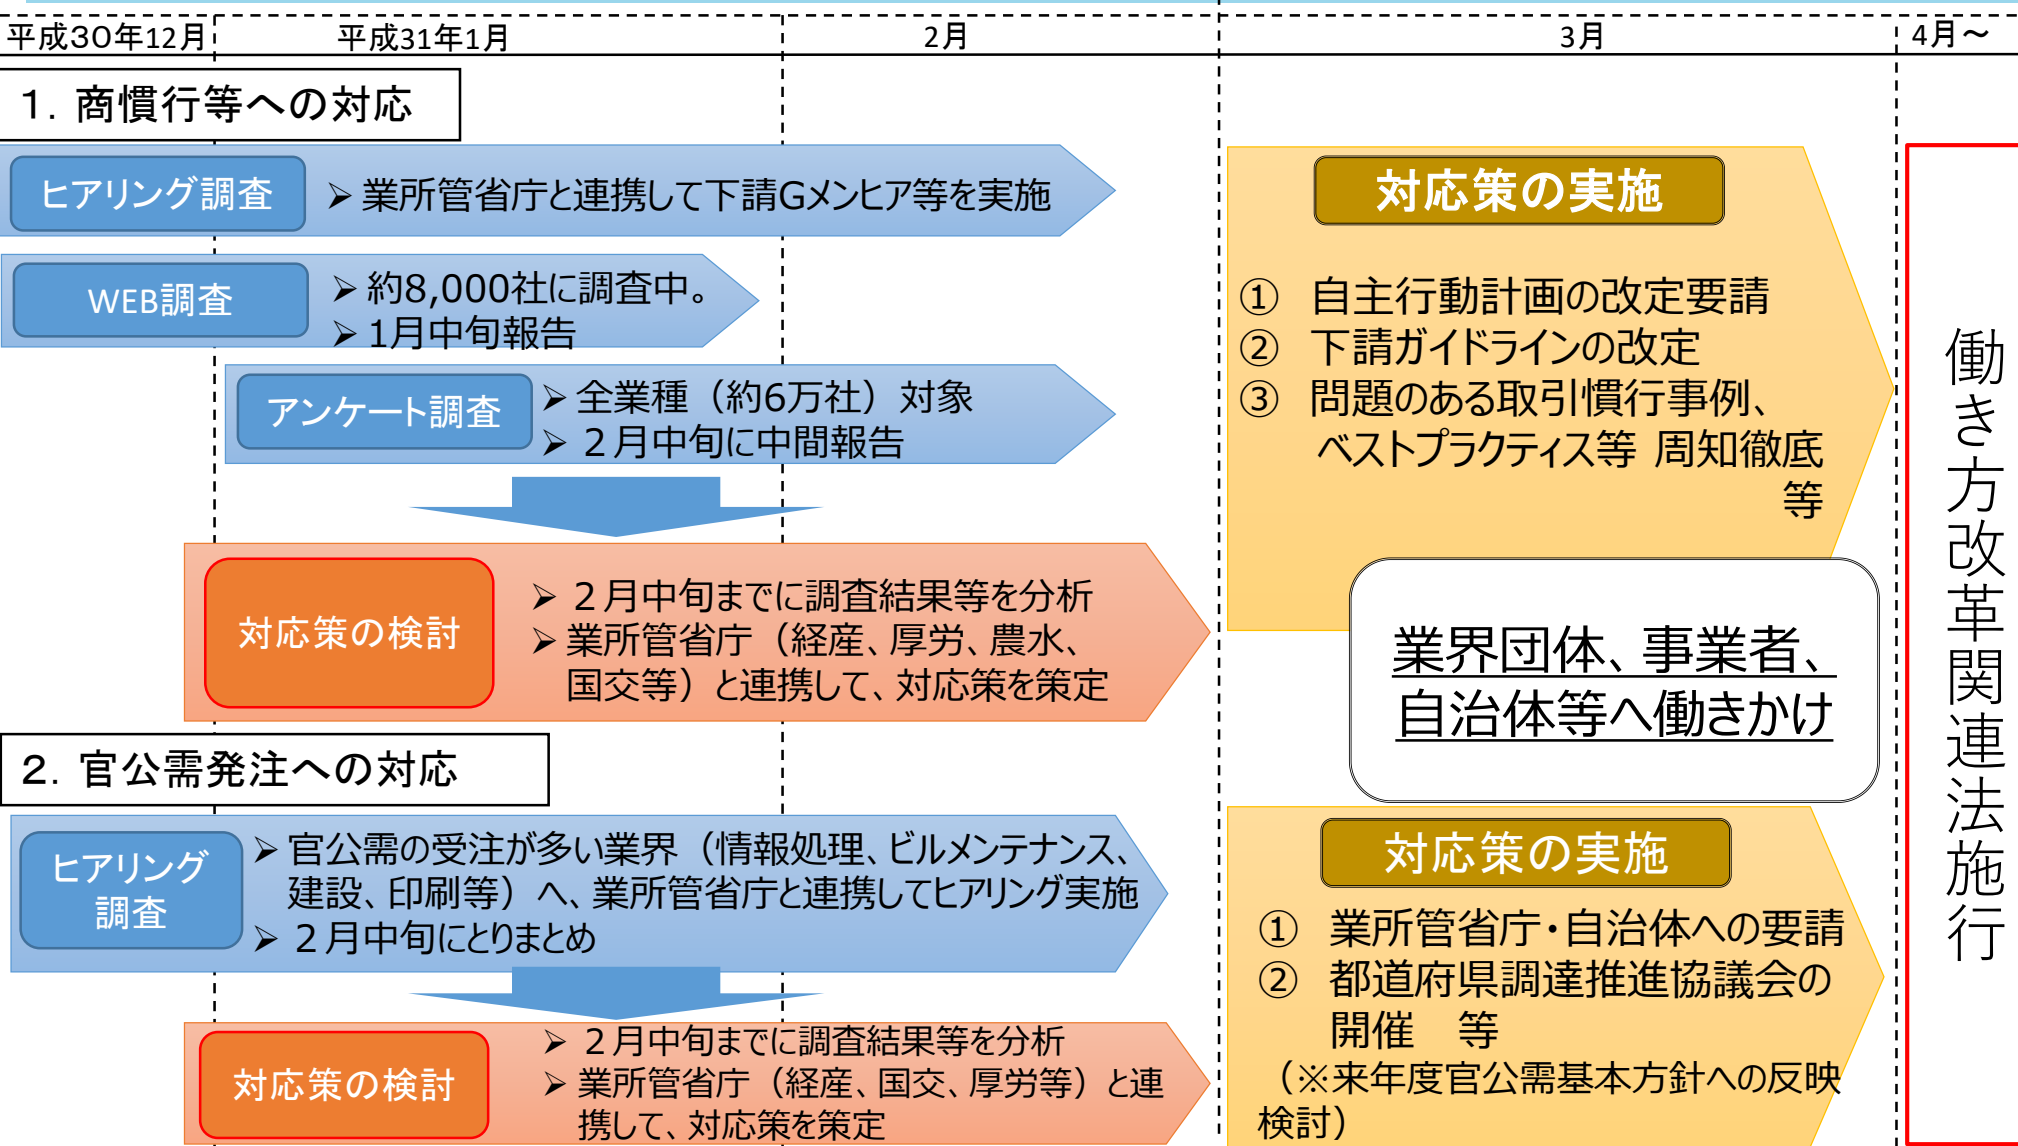 平成30年12月
平成31年1月
2月
3月
4月～
1．商慣行等への対応
ヒアリング調査
➢ 業所管省庁と連携して下請Gメンヒア等を実施
WEB調査
➢ 約8,000社に調査中。
➢ 1月中旬報告
アンケート調査
➢ 全業種（約6万社）対象
➢ 2月中旬に中間報告
対応策の検討
➢ 2月中旬までに調査結果等を分析
➢ 業所管省庁（経産、厚労、農水、
国交等）と連携して、対応策を策定
対応策の実施
① 自主行動計画の改定要請
② 下請ガイドラインの改定
③ 問題のある取引慣行事例、
ベストプラクティス等 周知徹底
等
業界団体、事業者、
自治体等へ働きかけ
2．官公需発注への対応
ヒアリング
調査
➢ 官公需の受注が多い業界（情報処理、ビルメンテナンス、
建設、印刷等）へ、業所管省庁と連携してヒアリング実施
➢ 2月中旬にとりまとめ
対応策の検討
➢ 2月中旬までに調査結果等を分析
➢ 業所管省庁（経産、国交、厚労等）と連
携して、対応策を策定
対応策の実施
① 業所管省庁・自治体への要請
② 都道府県調達推進協議会の
開催　等
（※来年度官公需基本方針への反映
検討）
働き方改革関連法施行